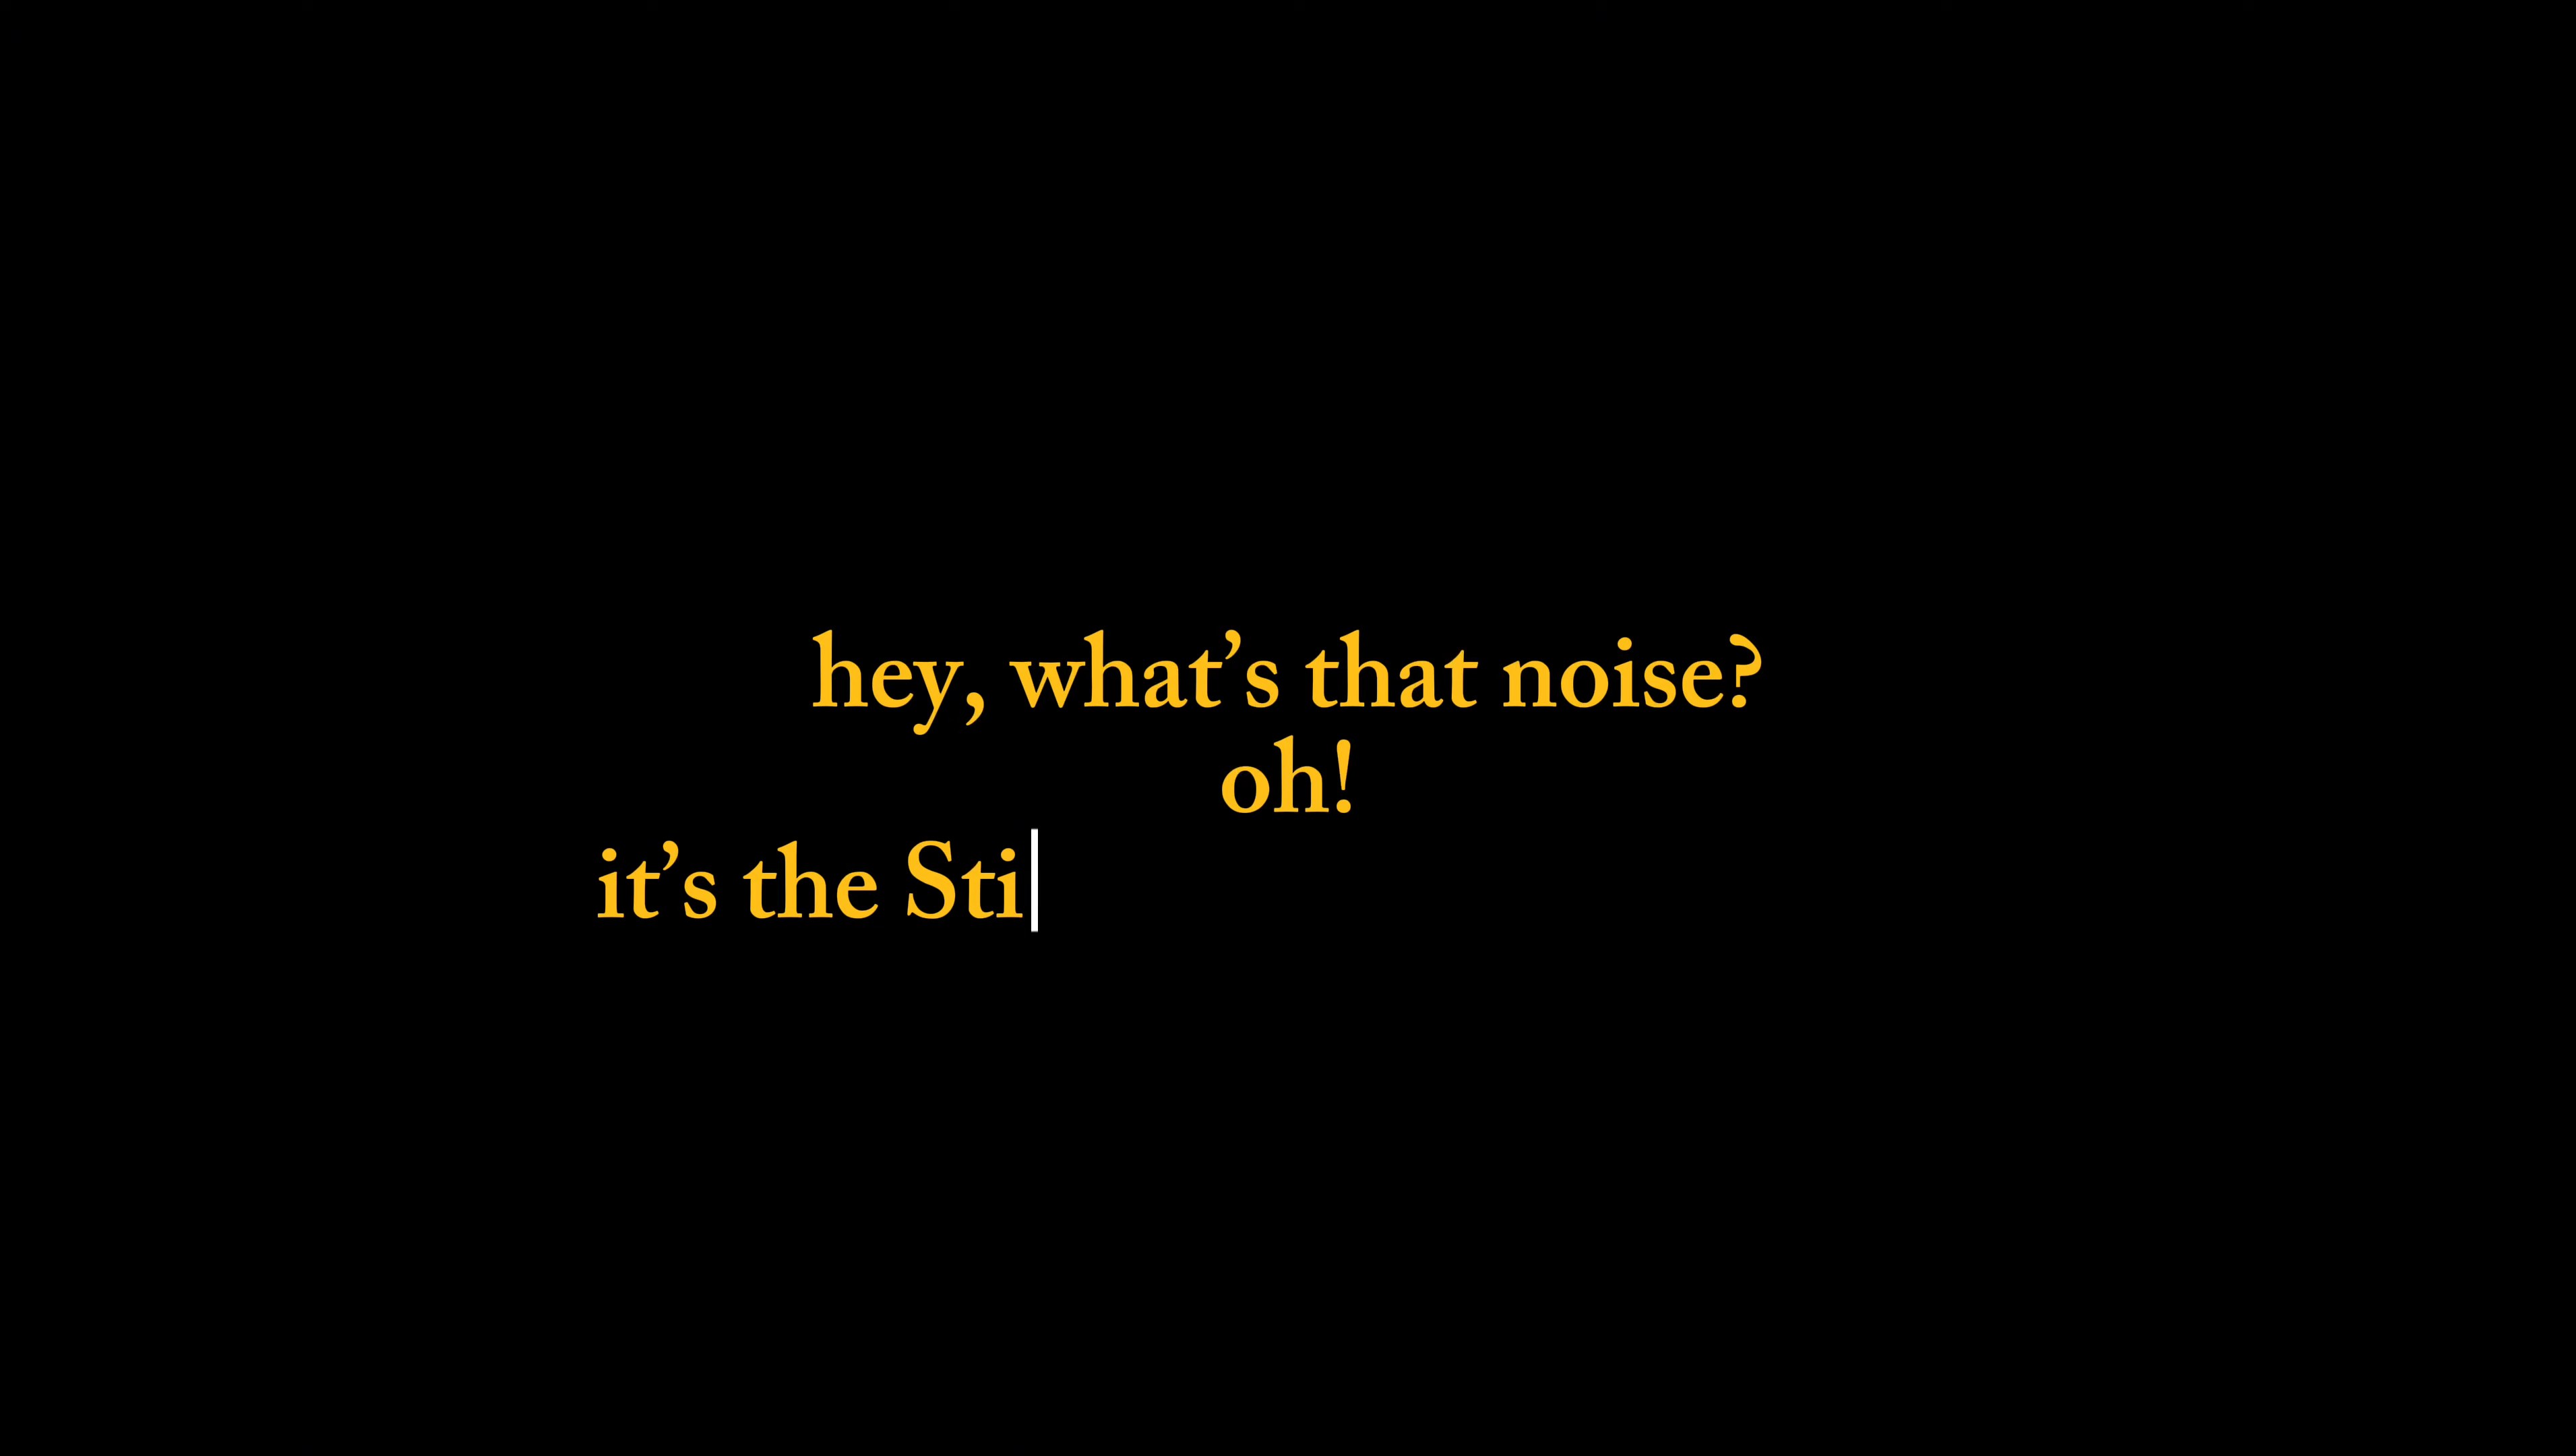 hey, what’s that noise?
oh!
it’s the Sti